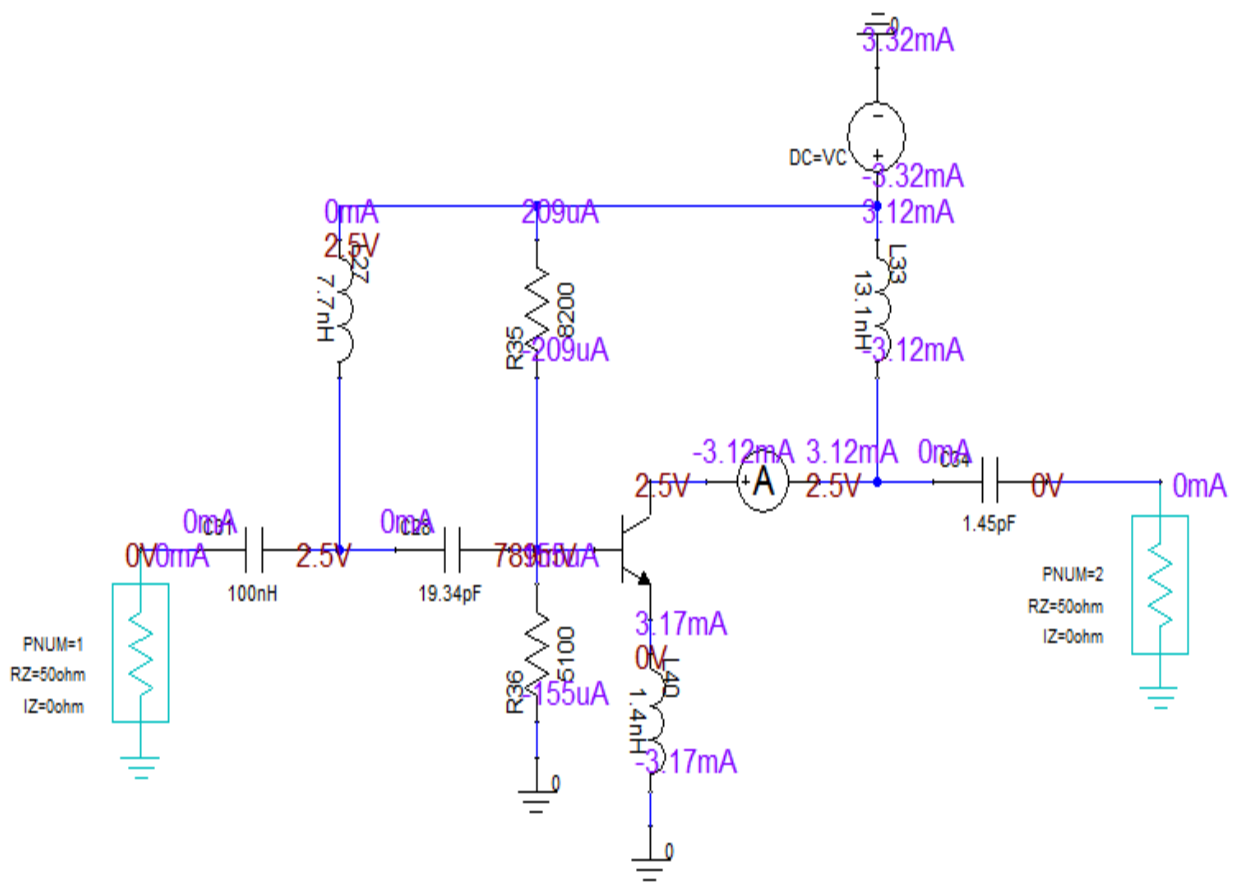 0
3.32mA
DC=VC
-3.32mA
0mA
209uA
3.12mA
2.5V
L27
7.7nH
R35
8200
-209uA
L33
13.1nH
-3.12mA
-3.12mA
A
3.12mA
0mA
2.5V
2.5V
0V
0mA
1.45pF
0mA
C31
0mA
0V
0mA
2.5V
100nH
19.34pF
PNUM=1
RZ=50ohm
IZ=0ohm
R36
5100
-155uA
0
3.17mA
0V
L40
1.4nH
-3.17mA
0
PNUM=2
RZ=50ohm
IZ=0ohm